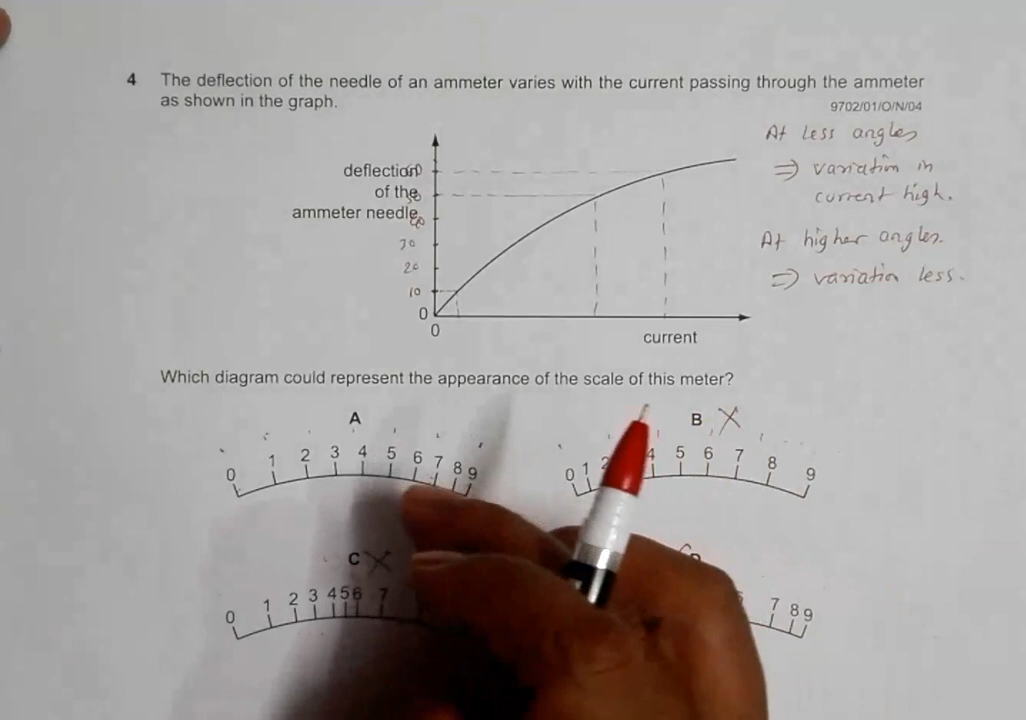 4 The deflection of the needle of an ammeter varies with the current passing through the ammeter
as shown in the graph.
9702/01/O/N/04
At less angles
⇒ variation in
current high.
At higher angles.
⇒ variation less.
deflection
of the
ammeter needle
30
20
10
0
0
current
Which diagram could represent the appearance of the scale of this meter?
A
0 1 2 3 4 5 6 7 8 9
B X
0 1 2 4 5 6 7 8 9
C X
0 1 2 3 4 5 6 7
7 8 9